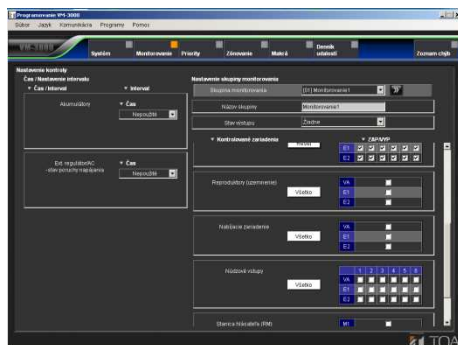 Programovanie VM-3000
Súbor Jazyk Komunikácia Programy Pomoc
VM-3000
Systém Monitorovanie Priority Zónovanie Makrá Denník udalostí Zoznam chýb
Nastavenie kontroly
Čas /Nastavenie intervalu
Čas / Interval Interval
Akumulátory Čas
Nepoužité
Ext. regulátor/AC Čas
-stav poruchy napájania Nepoužité
Nastavenie skupiny monitorovania
Skupina monitorovania [01] Monitorovanie1
Názov skupiny Monitorovanie1
Stav výstupu Žiadne
Kontrolované zariadenia ZAP/VYP
E1
E2
Reproduktory (uzemnenie) VA
Všetko E1
E2
Nabíjacie zariadenie VA
Všetko E1
E2
Núdzové vstupy 1 2 3 4 5 6
VA
Všetko E1
E2
Stanica hlásateľa (RM) M1
TOA